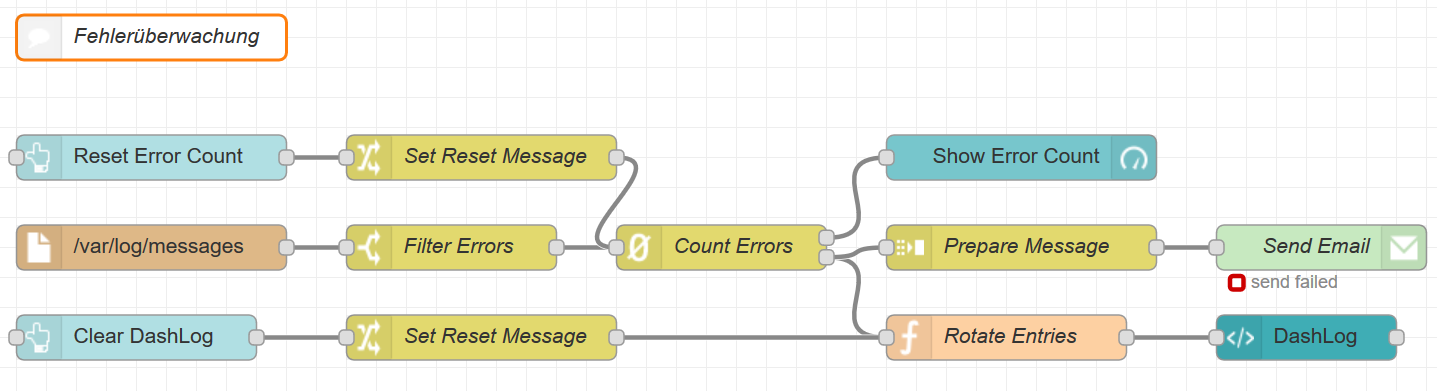 Fehlerüberwachung
Reset Error Count
Set Reset Message
Show Error Count
/var/log/messages
Filter Errors
Count Errors
Prepare Message
Send Email
send failed
Clear DashLog
Set Reset Message
Rotate Entries
DashLog